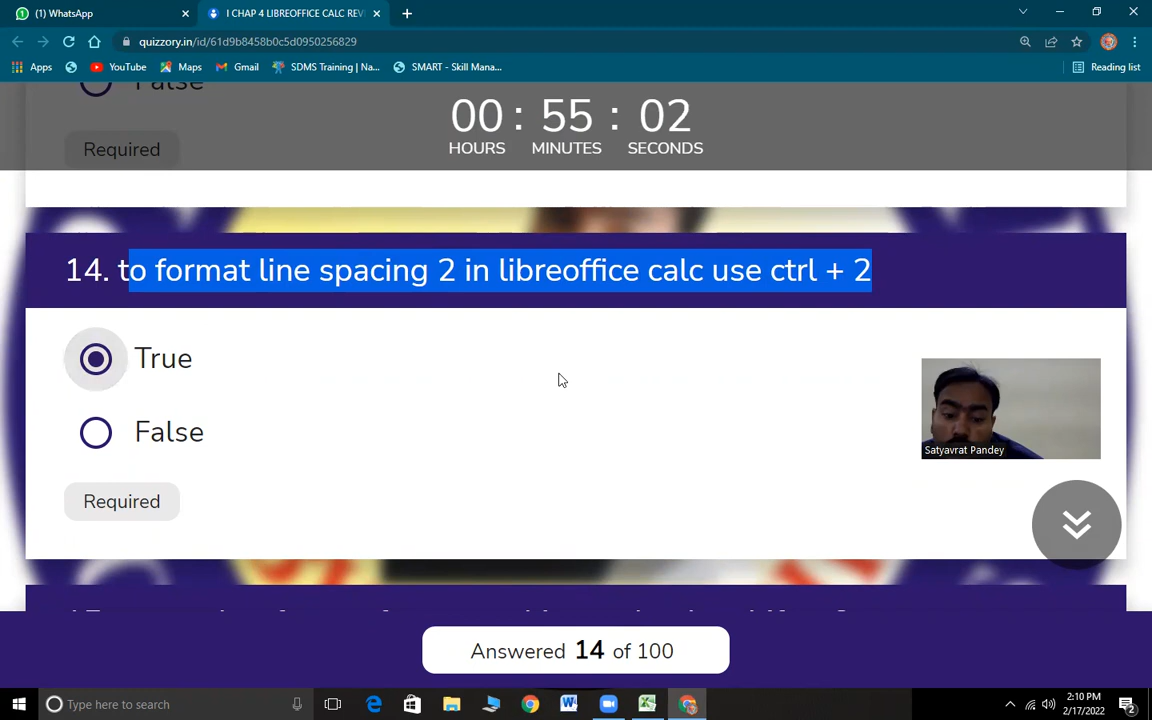 (1) WhatsApp
I CHAP 4 LIBREOFFICE CALC REV
quizzory.in/id/61d9b8458b0c5d0950256829
Apps
YouTube
Maps
Gmail
SDMS Training | Na...
SMART - Skill Mana...
Reading list
False
00 : 55 : 02
HOURS MINUTES SECONDS
Required
14. to format line spacing 2 in libreoffice calc use ctrl + 2
True
False
Satyavrat Pandey
Required
Answered 14 of 100
Type here to search
2:10 PM
2/17/2022
2